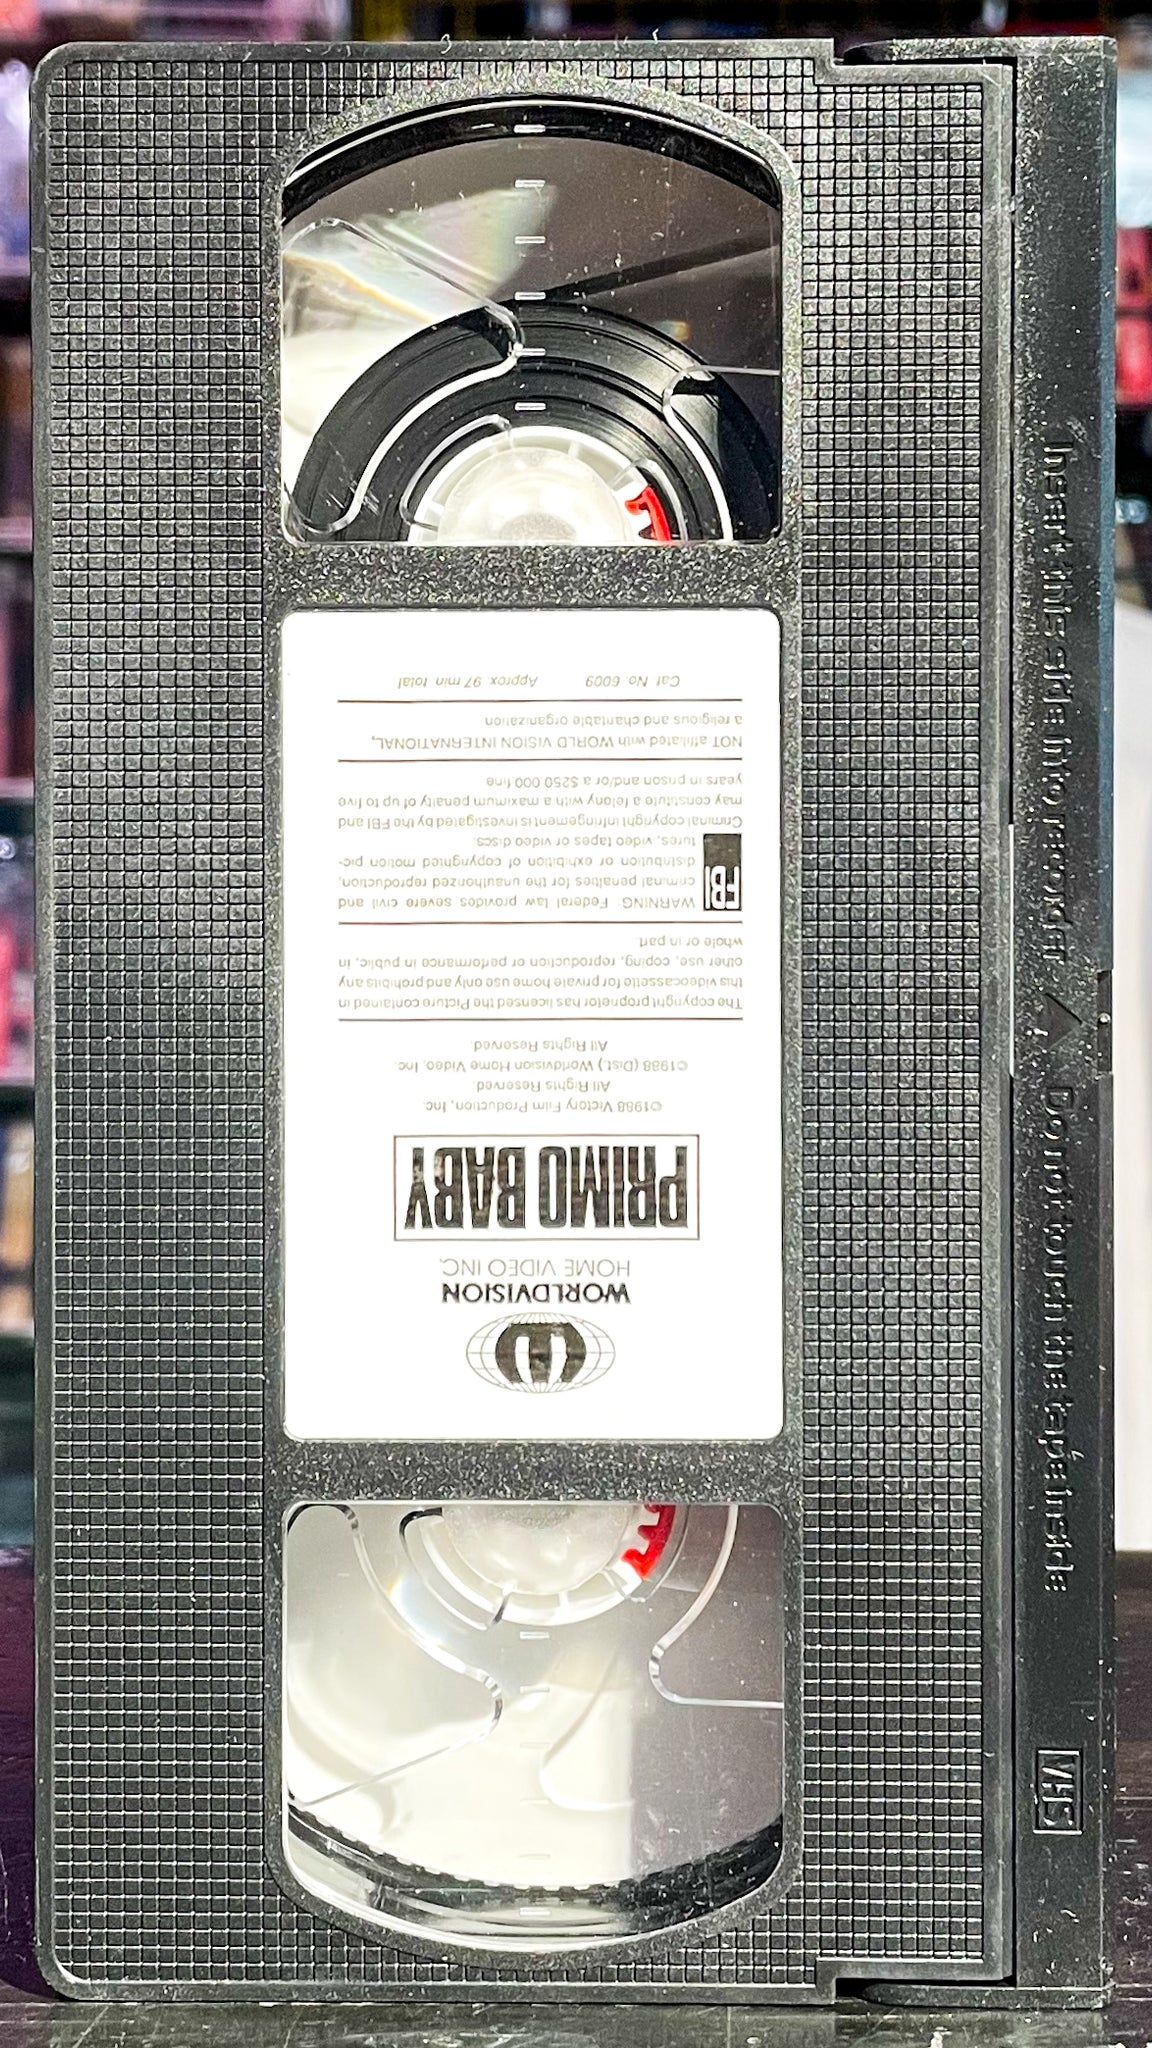 WORLDVISION
HOME VIDEO INC.
PRIMO BABY
©1988 Victory Film Production, Inc.
All Rights Reserved.
©1988 (Dist.) Worldvision Home Video, Inc.
All Rights Reserved.
The copyright proprietor has licensed the Picture contained in
this videocassette for private home use only and prohibits any
other use, coping, reproduction or performance in public, in
whole or in part.
FBI
WARNING: Federal law provides severe civil and
criminal penalties for the unauthorized reproduction,
distribution or exhibition of copyrighted motion pic-
tures, video tapes or video discs.
Criminal copyright infringement is investigated by the FBI and
may constitute a felony with a maximum penalty of up to five
years in prison and/or a $250 000 fine
NOT affiliated with WORLD VISION INTERNATIONAL,
a religious and charitable organization
Cat No. 6009 Approx. 97 min. total
Insert this side into recorder ▲ Do not touch the tape inside
VHS